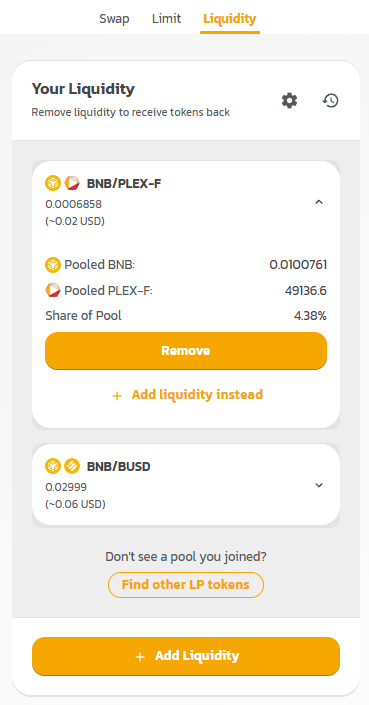 Swap Limit Liquidity
Your Liquidity
Remove liquidity to receive tokens back
BNB/PLEX-F
0.0006858
(~0.02 USD)
Pooled BNB: 0.0100761
Pooled PLEX-F: 49136.6
Share of Pool 4.38%
Remove
+ Add liquidity instead
BNB/BUSD
0.02999
(~0.06 USD)
Don't see a pool you joined?
Find other LP tokens
+ Add Liquidity